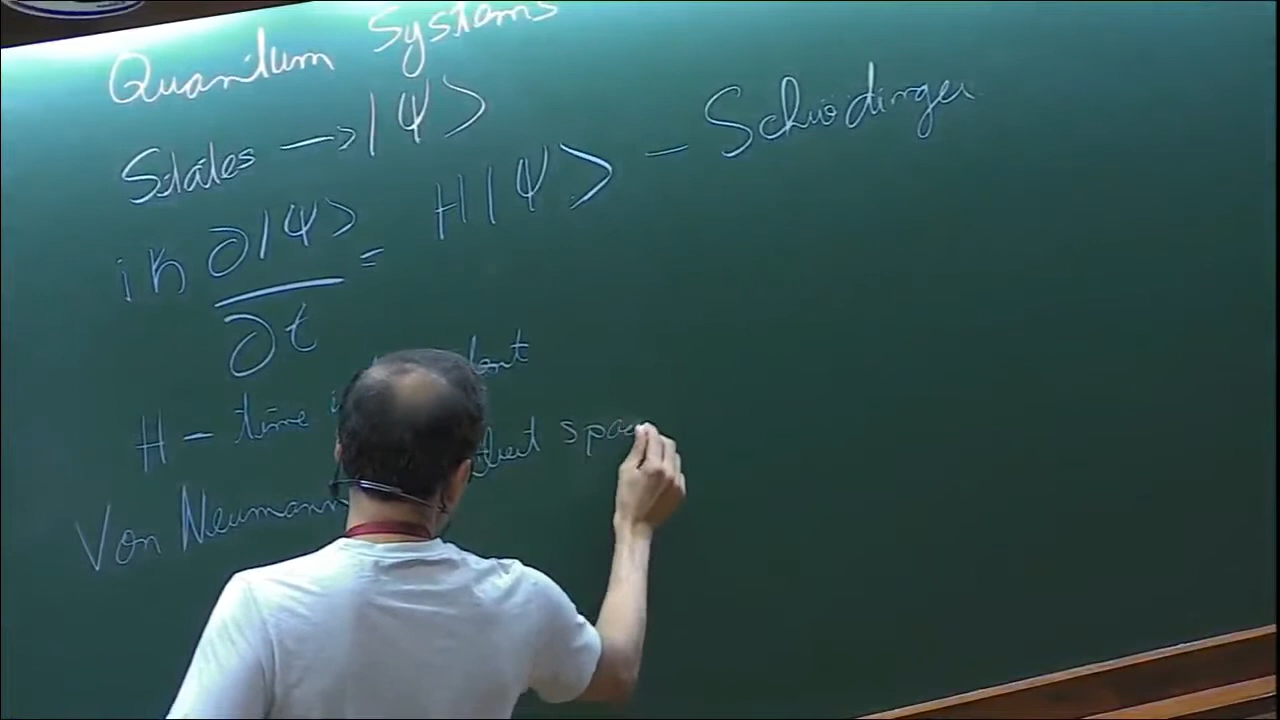 Quantum Systems
States → |ψ>
iħ ∂|ψ>/∂t = H|ψ> - Schrödinger
H - time
Von Neumann